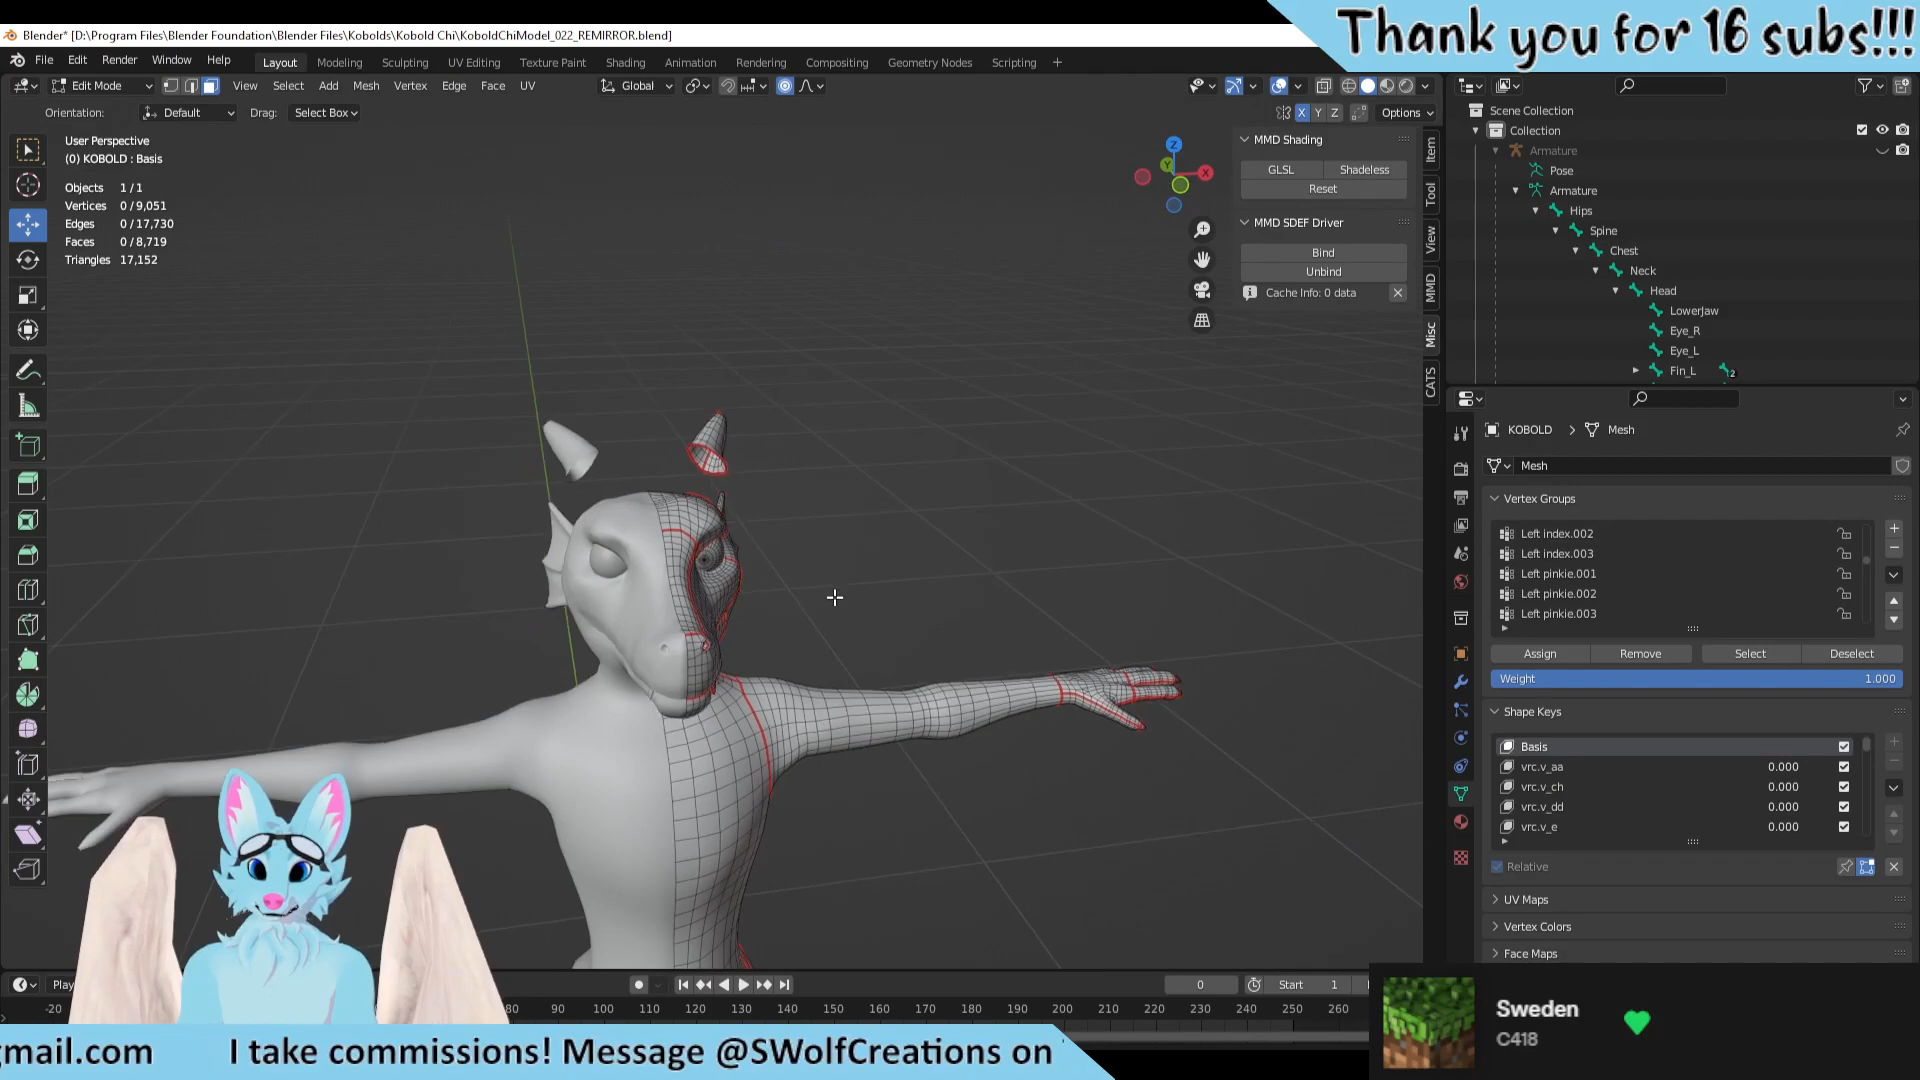 Thank you for 16 subs!!!
Blender* [D:\Program Files\Blender Foundation\Blender Files\Kobolds\Kobold Chi\KoboldChiModel_022_REMIRROR.blend]
File Edit Render Window Help Layout Modeling Sculpting UV Editing Texture Paint Shading Animation Rendering Compositing Geometry Nodes Scripting +
Edit Mode View Select Add Mesh Vertex Edge Face UV Global
Orientation: Default Drag: Select Box X Y Z Options
User Perspective
(0) KOBOLD : Basis
Objects 1/1
Vertices 0/9,051
Edges 0/17,730
Faces 0/8,719
Triangles 17,152
Z
Y
X
MMD Shading
GLSL Shadeless
Reset
MMD SDEF Driver
Bind
Unbind
Cache Info: 0 data
Item
Tool
View
MMD
Misc
CATS
Scene Collection
Collection
Armature
Pose
Armature
Hips
Spine
Chest
Neck
Head
LowerJaw
Eye_R
Eye_L
Fin_L 2
KOBOLD > Mesh
Mesh
Vertex Groups
Left index.002
Left index.003
Left pinkie.001
Left pinkie.002
Left pinkie.003
Assign Remove Select Deselect
Weight 1.000
Shape Keys
Basis
vrc.v_aa 0.000
vrc.v_ch 0.000
vrc.v_dd 0.000
vrc.v_e 0.000
Relative
UV Maps
Vertex Colors
Face Maps
Play 0 Start 1
-20 80 90 100 110 120 130 140 150 160 170 180 190 200 210 220 230 240 250 260
gmail.com I take commissions! Message @SWolfCreations on
Sweden
C418